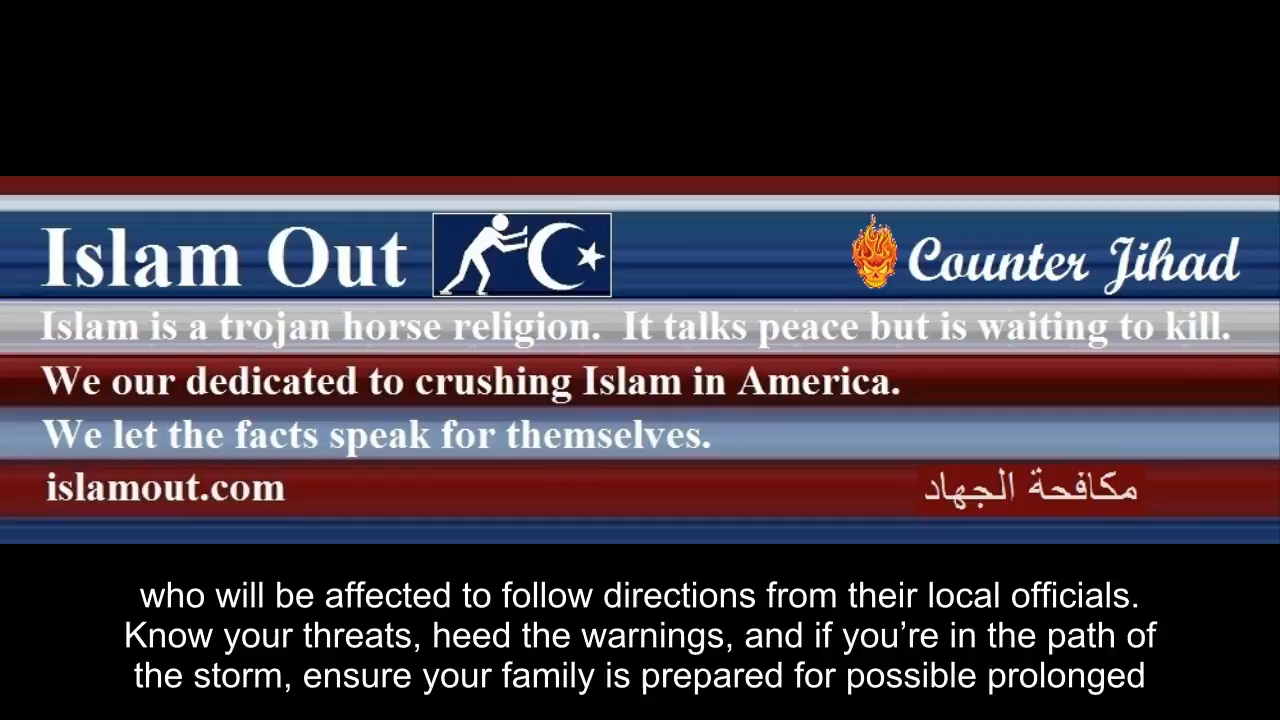 Islam Out
Counter Jihad
Islam is a trojan horse religion. It talks peace but is waiting to kill.
We our dedicated to crushing Islam in America.
We let the facts speak for themselves.
islamout.com
مكافحة الجهاد
who will be affected to follow directions from their local officials.
Know your threats, heed the warnings, and if you’re in the path of
the storm, ensure your family is prepared for possible prolonged